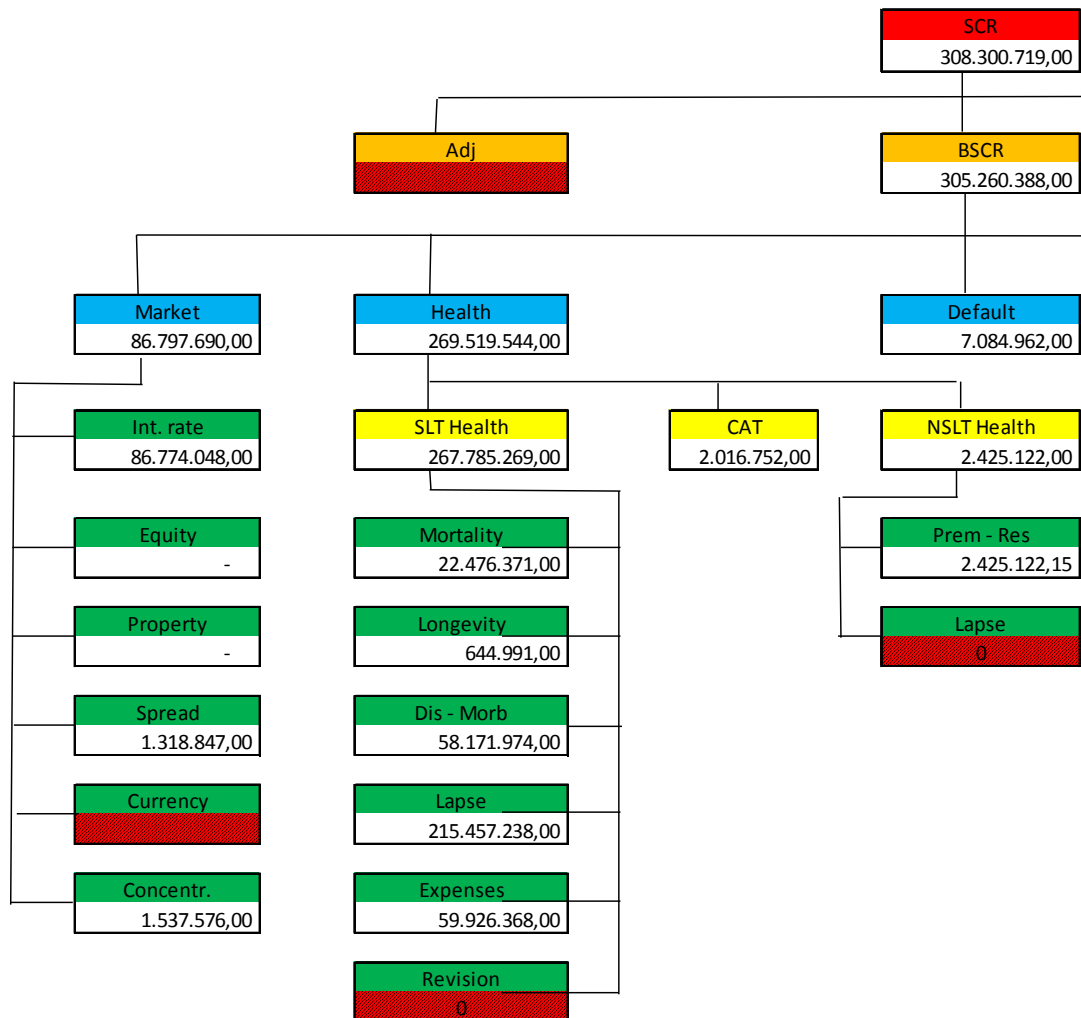 SCR
308.300.719,00
Adj
BSCR
305.260.388,00
Market
86.797.690,00
Health
269.519.544,00
Default
7.084.962,00
Int. rate
86.774.048,00
SLT Health
267.785.269,00
CAT
2.016.752,00
NSLT Health
2.425.122,00
Equity
-
Mortality
22.476.371,00
Prem - Res
2.425.122,15
Property
-
Longevity
644.991,00
Lapse
0
Spread
1.318.847,00
Dis - Morb
58.171.974,00
Currency
Lapse
215.457.238,00
Concentr.
1.537.576,00
Expenses
59.926.368,00
Revision
0